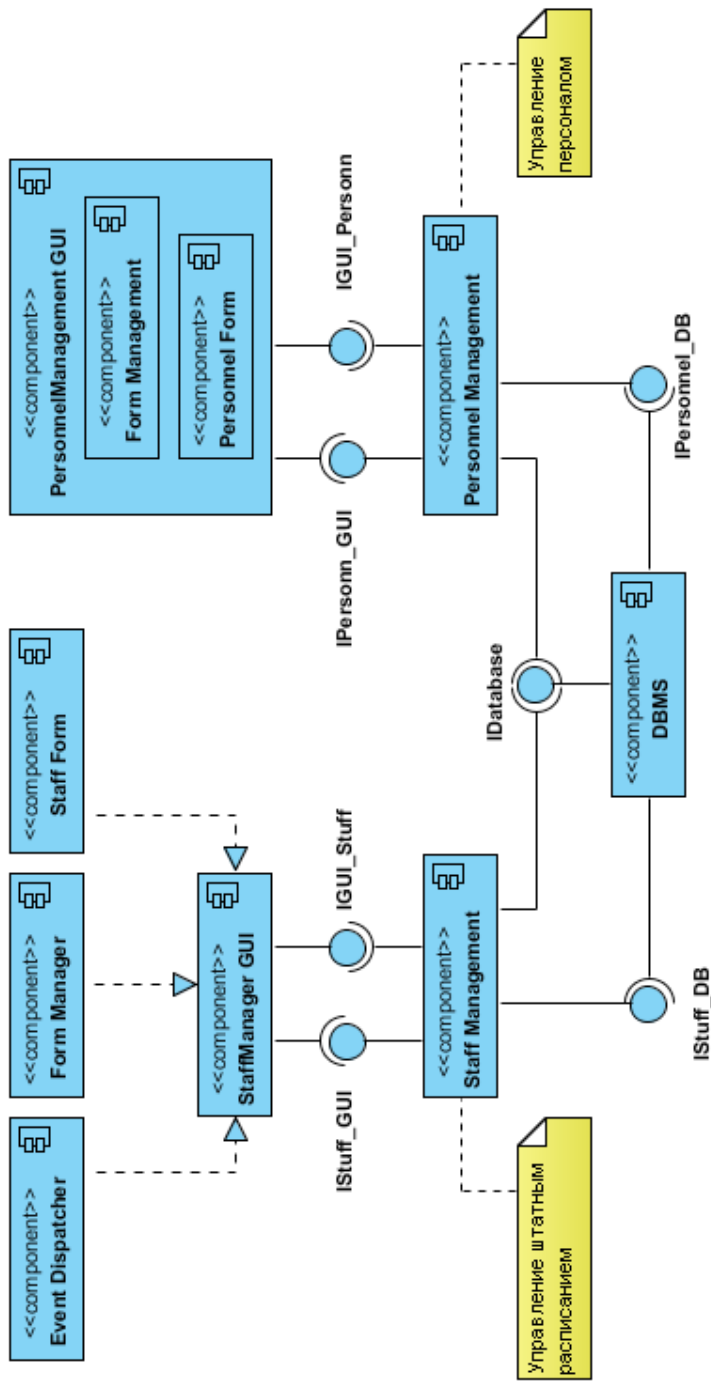 <<component>>
Event Dispatcher
<<component>>
Form Manager
<<component>>
Staff Form
<<component>>
PersonnelManagement GUI
<<component>>
Form Management
<<component>>
Personnel Form
<<component>>
StaffManager GUI
IStuff_GUI
IGUI_Stuff
IPersonn_GUI
IGUI_Personn
<<component>>
Staff Management
<<component>>
Personnel Management
IDatabase
Управление штатным
расписанием
Управление
персоналом
<<component>>
DBMS
IStuff_DB
IPersonnel_DB